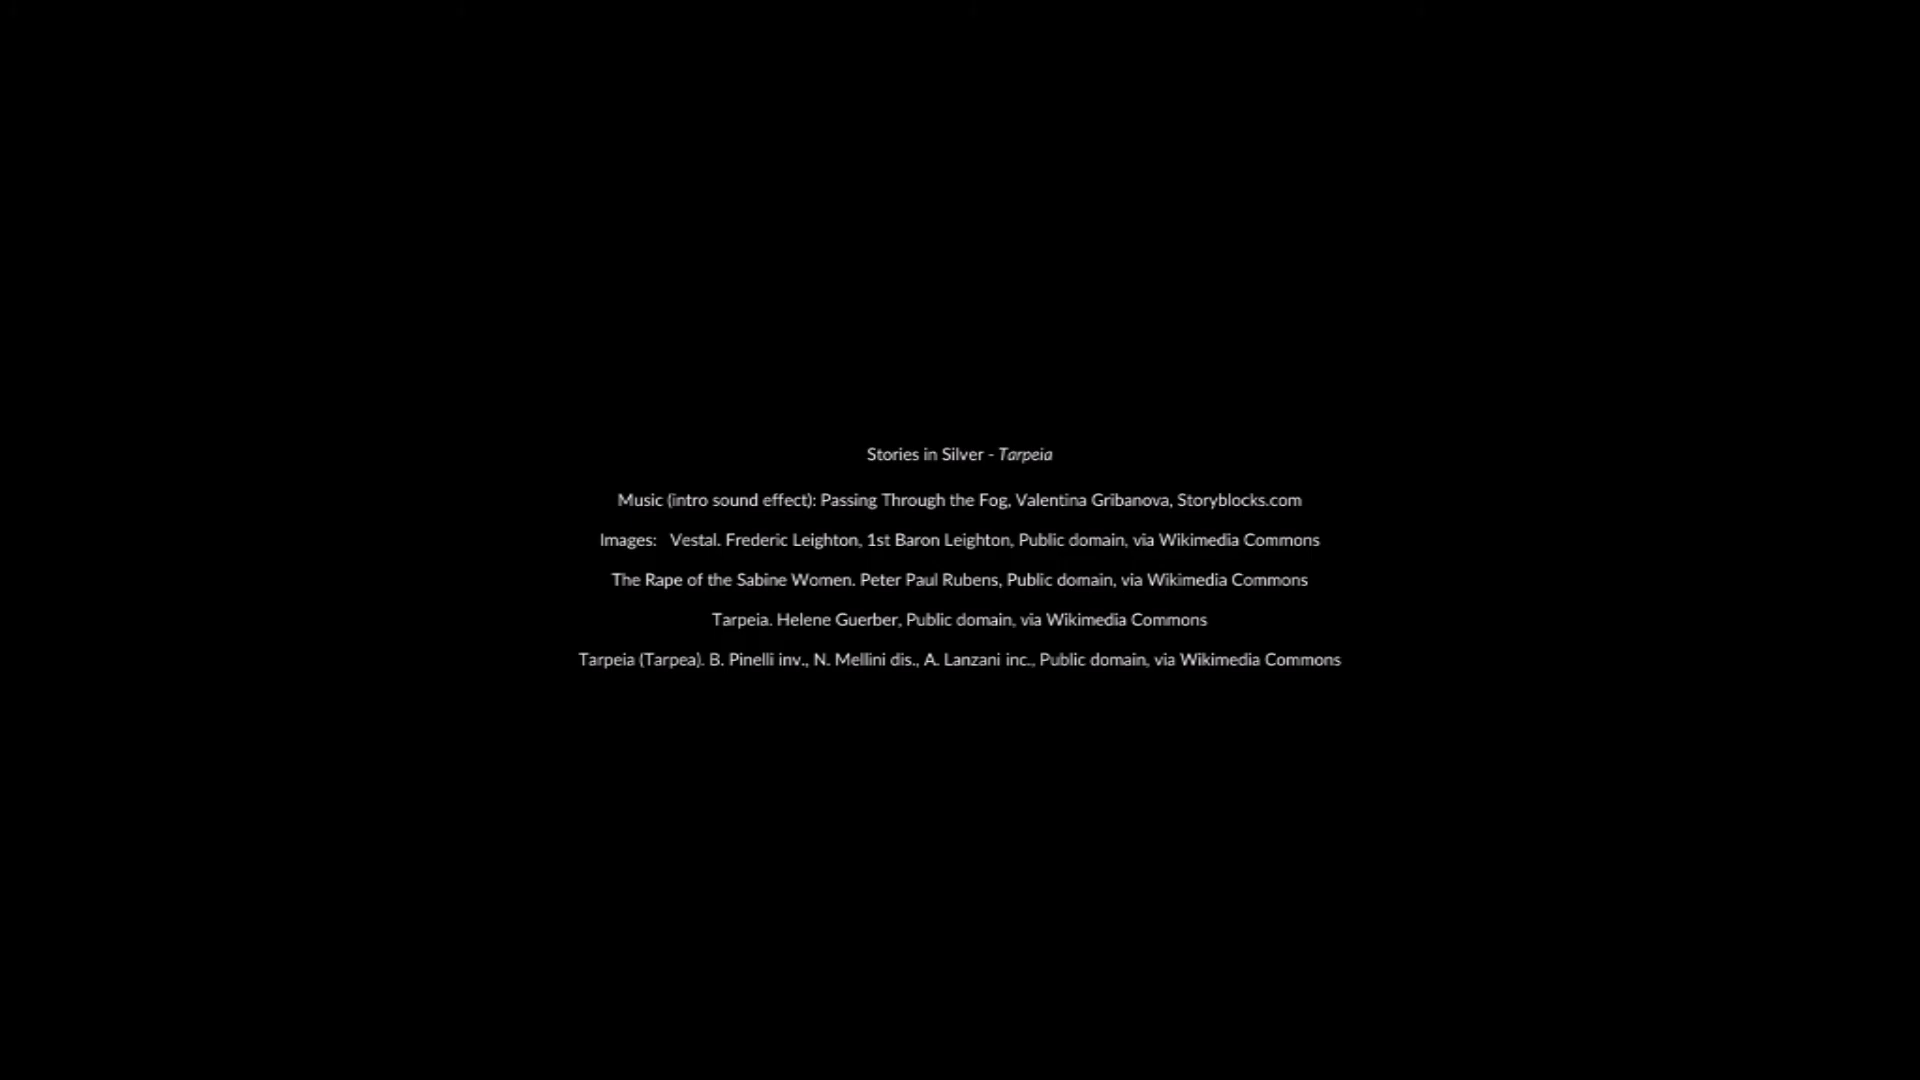 Stories in Silver - Tarpeia
Music (intro sound effect): Passing Through the Fog, Valentina Gribanova, Storyblocks.com
Images: Vestal. Frederic Leighton, 1st Baron Leighton, Public domain, via Wikimedia Commons
The Rape of the Sabine Women. Peter Paul Rubens, Public domain, via Wikimedia Commons
Tarpeia. Helene Guerber, Public domain, via Wikimedia Commons
Tarpeia (Tarpea). B. Pinelli inv., N. Mellini dis., A. Lanzani inc., Public domain, via Wikimedia Commons